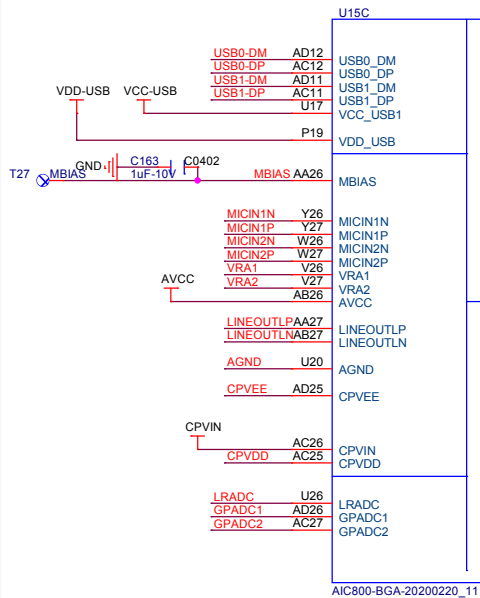 U15C
USB0-DM AD12 USB0_DM
USB0-DP AC12 USB0_DP
USB1-DM AD11 USB1_DM
USB1-DP AC11 USB1_DP
VDD-USB VCC-USB U17 VCC_USB1
P19 VDD_USB
GND C163 C0402
T27 MBIAS 1uF-10V MBIAS AA26 MBIAS
MICIN1N Y26 MICIN1N
MICIN1P Y27 MICIN1P
MICIN2N W26 MICIN2N
MICIN2P W27 MICIN2P
VRA1 V26 VRA1
VRA2 V27 VRA2
AVCC AB26 AVCC
LINEOUTLP AA27 LINEOUTLP
LINEOUTLN AB27 LINEOUTLN
AGND U20 AGND
CPVEE AD25 CPVEE
CPVIN AC26 CPVIN
CPVDD AC25 CPVDD
LRADC U26 LRADC
GPADC1 AD26 GPADC1
GPADC2 AC27 GPADC2
AIC800-BGA-20200220_11